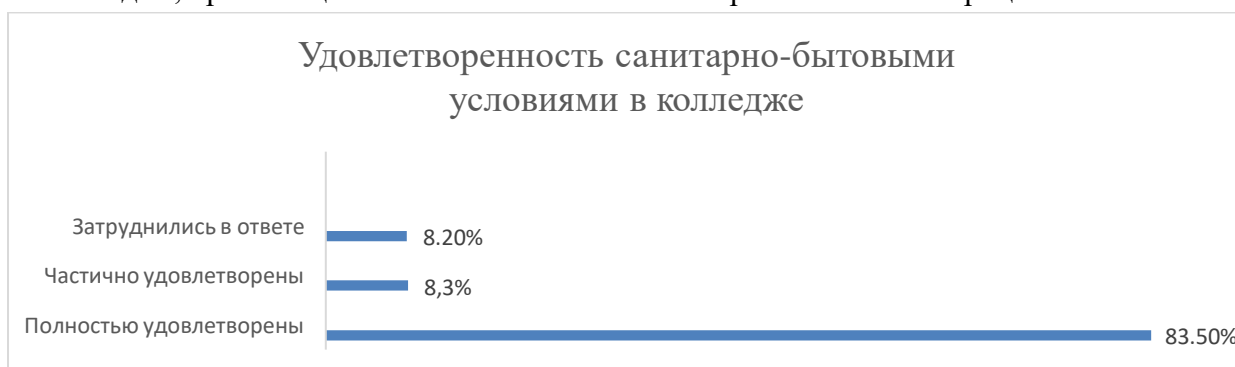 Удовлетворенность санитарно-бытовыми
условиями в колледже
Затруднились в ответе
8.20%
Частично удовлетворены
8,3%
Полностью удовлетворены
83.50%